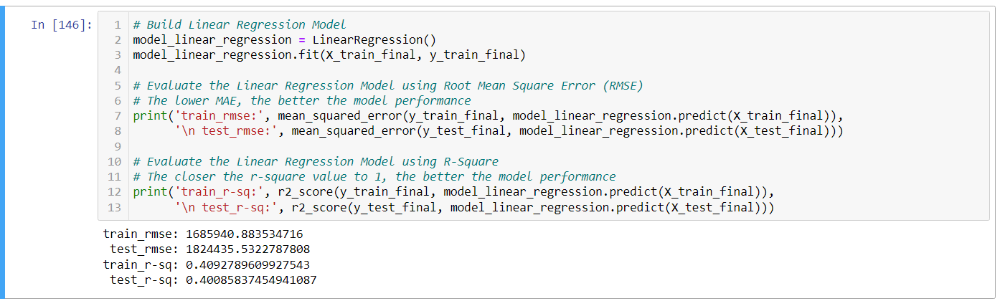 In [146]:
1 # Build Linear Regression Model
2 model_linear_regression = LinearRegression()
3 model_linear_regression.fit(X_train_final, y_train_final)
4
5 # Evaluate the Linear Regression Model using Root Mean Square Error (RMSE)
6 # The lower MAE, the better the model performance
7 print('train_rmse:', mean_squared_error(y_train_final, model_linear_regression.predict(X_train_final)),
8       '\n test_rmse:', mean_squared_error(y_test_final, model_linear_regression.predict(X_test_final)))
9
10 # Evaluate the Linear Regression Model using R-Square
11 # The closer the r-square value to 1, the better the model performance
12 print('train_r-sq:', r2_score(y_train_final, model_linear_regression.predict(X_train_final)),
13       '\n test_r-sq:', r2_score(y_test_final, model_linear_regression.predict(X_test_final)))
train_rmse: 1685940.883534716
 test_rmse: 1824435.5322787808
train_r-sq: 0.4092789609927543
 test_r-sq: 0.40085837454941087